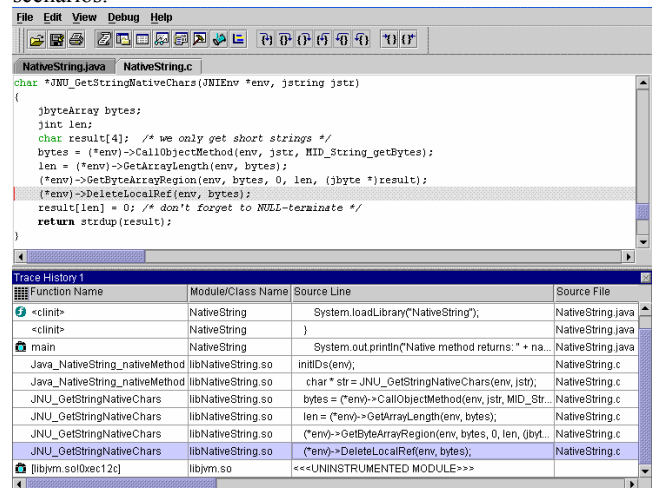 scenarios.
File Edit View Debug Help
NativeString.java NativeString.c
char *JNU_GetStringNativeChars(JNIEnv *env, jstring jstr)
{
jbyteArray bytes;
jint len;
char result[4]; /* we only get short strings */
bytes = (*env)->CallObjectMethod(env, jstr, MID_String_getBytes);
len = (*env)->GetArrayLength(env, bytes);
(*env)->GetByteArrayRegion(env, bytes, 0, len, (jbyte *)result);
(*env)->DeleteLocalRef(env, bytes);
result[len] = 0; /* don't forget to NULL-terminate */
return strdup(result);
}
Trace History 1
Function Name Module/Class Name Source Line Source File
<clinit> NativeString System.loadLibrary("NativeString"); NativeString.java
<clinit> NativeString } NativeString.java
main NativeString System.out.println("Native method returns: " + na... NativeString.java
Java_NativeString_nativeMethod libNativeString.so initIDs(env); NativeString.c
Java_NativeString_nativeMethod libNativeString.so char * str = JNU_GetStringNativeChars(env, jstr); NativeString.c
JNU_GetStringNativeChars libNativeString.so bytes = (*env)->CallObjectMethod(env, jstr, MID_Str... NativeString.c
JNU_GetStringNativeChars libNativeString.so len = (*env)->GetArrayLength(env, bytes); NativeString.c
JNU_GetStringNativeChars libNativeString.so (*env)->GetByteArrayRegion(env, bytes, 0, len, (jbyt... NativeString.c
JNU_GetStringNativeChars libNativeString.so (*env)->DeleteLocalRef(env, bytes); NativeString.c
[libjvm.so!0xec12c] libjvm.so <<<UNINSTRUMENTED MODULE>>>